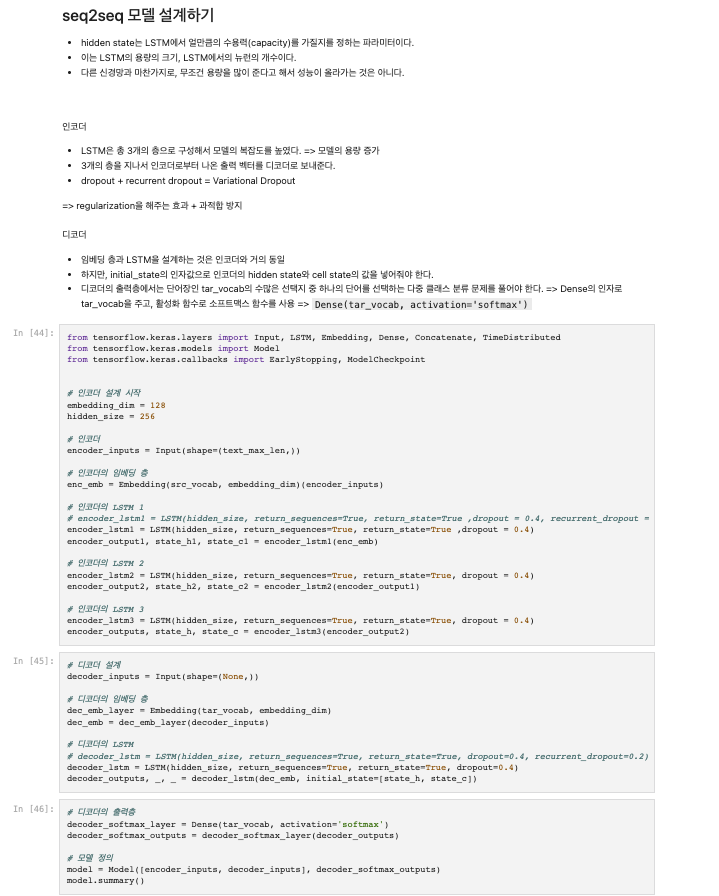 seq2seq 모델 설계하기
• hidden state는 LSTM에서 얼만큼의 수용력(capacity)를 가질지를 정하는 파라미터이다.
• 이는 LSTM의 용량의 크기, LSTM에서의 뉴런의 개수이다.
• 다른 신경망과 마찬가지로, 무조건 용량을 많이 준다고 해서 성능이 올라가는 것은 아니다.
인코더
• LSTM은 총 3개의 층으로 구성해서 모델의 복잡도를 높였다. => 모델의 용량 증가
• 3개의 층을 지나서 인코더로부터 나온 출력 벡터를 디코더로 보내준다.
• dropout + recurrent dropout = Variational Dropout
=> regularization을 해주는 효과 + 과적합 방지
디코더
• 임베딩 층과 LSTM을 설계하는 것은 인코더와 거의 동일
• 하지만, initial_state의 인자값으로 인코더의 hidden state와 cell state의 값을 넣어줘야 한다.
• 디코더의 출력층에서는 단어장인 tar_vocab의 수많은 선택지 중 하나의 단어를 선택하는 다중 클래스 분류 문제를 풀어야 한다. => Dense의 인자로
tar_vocab을 주고, 활성화 함수로 소프트맥스 함수를 사용 => Dense(tar_vocab, activation='softmax')
In [44]:
from tensorflow.keras.layers import Input, LSTM, Embedding, Dense, Concatenate, TimeDistributed
from tensorflow.keras.models import Model
from tensorflow.keras.callbacks import EarlyStopping, ModelCheckpoint
# 인코더 설계 시작
embedding_dim = 128
hidden_size = 256
# 인코더
encoder_inputs = Input(shape=(text_max_len,))
# 인코더의 임베딩 층
enc_emb = Embedding(src_vocab, embedding_dim)(encoder_inputs)
# 인코더의 LSTM 1
# encoder_lstm1 = LSTM(hidden_size, return_sequences=True, return_state=True ,dropout = 0.4, recurrent_dropout =
encoder_lstm1 = LSTM(hidden_size, return_sequences=True, return_state=True ,dropout = 0.4)
encoder_output1, state_h1, state_c1 = encoder_lstm1(enc_emb)
# 인코더의 LSTM 2
encoder_lstm2 = LSTM(hidden_size, return_sequences=True, return_state=True, dropout = 0.4)
encoder_output2, state_h2, state_c2 = encoder_lstm2(encoder_output1)
# 인코더의 LSTM 3
encoder_lstm3 = LSTM(hidden_size, return_sequences=True, return_state=True, dropout = 0.4)
encoder_outputs, state_h, state_c = encoder_lstm3(encoder_output2)
In [45]:
# 디코더 설계
decoder_inputs = Input(shape=(None,))
# 디코더의 임베딩 층
dec_emb_layer = Embedding(tar_vocab, embedding_dim)
dec_emb = dec_emb_layer(decoder_inputs)
# 디코더의 LSTM
# decoder_lstm = LSTM(hidden_size, return_sequences=True, return_state=True, dropout=0.4, recurrent_dropout=0.2)
decoder_lstm = LSTM(hidden_size, return_sequences=True, return_state=True, dropout=0.4)
decoder_outputs, _, _ = decoder_lstm(dec_emb, initial_state=[state_h, state_c])
In [46]:
# 디코더의 출력층
decoder_softmax_layer = Dense(tar_vocab, activation='softmax')
decoder_softmax_outputs = decoder_softmax_layer(decoder_outputs)
# 모델 정의
model = Model([encoder_inputs, decoder_inputs], decoder_softmax_outputs)
model.summary()